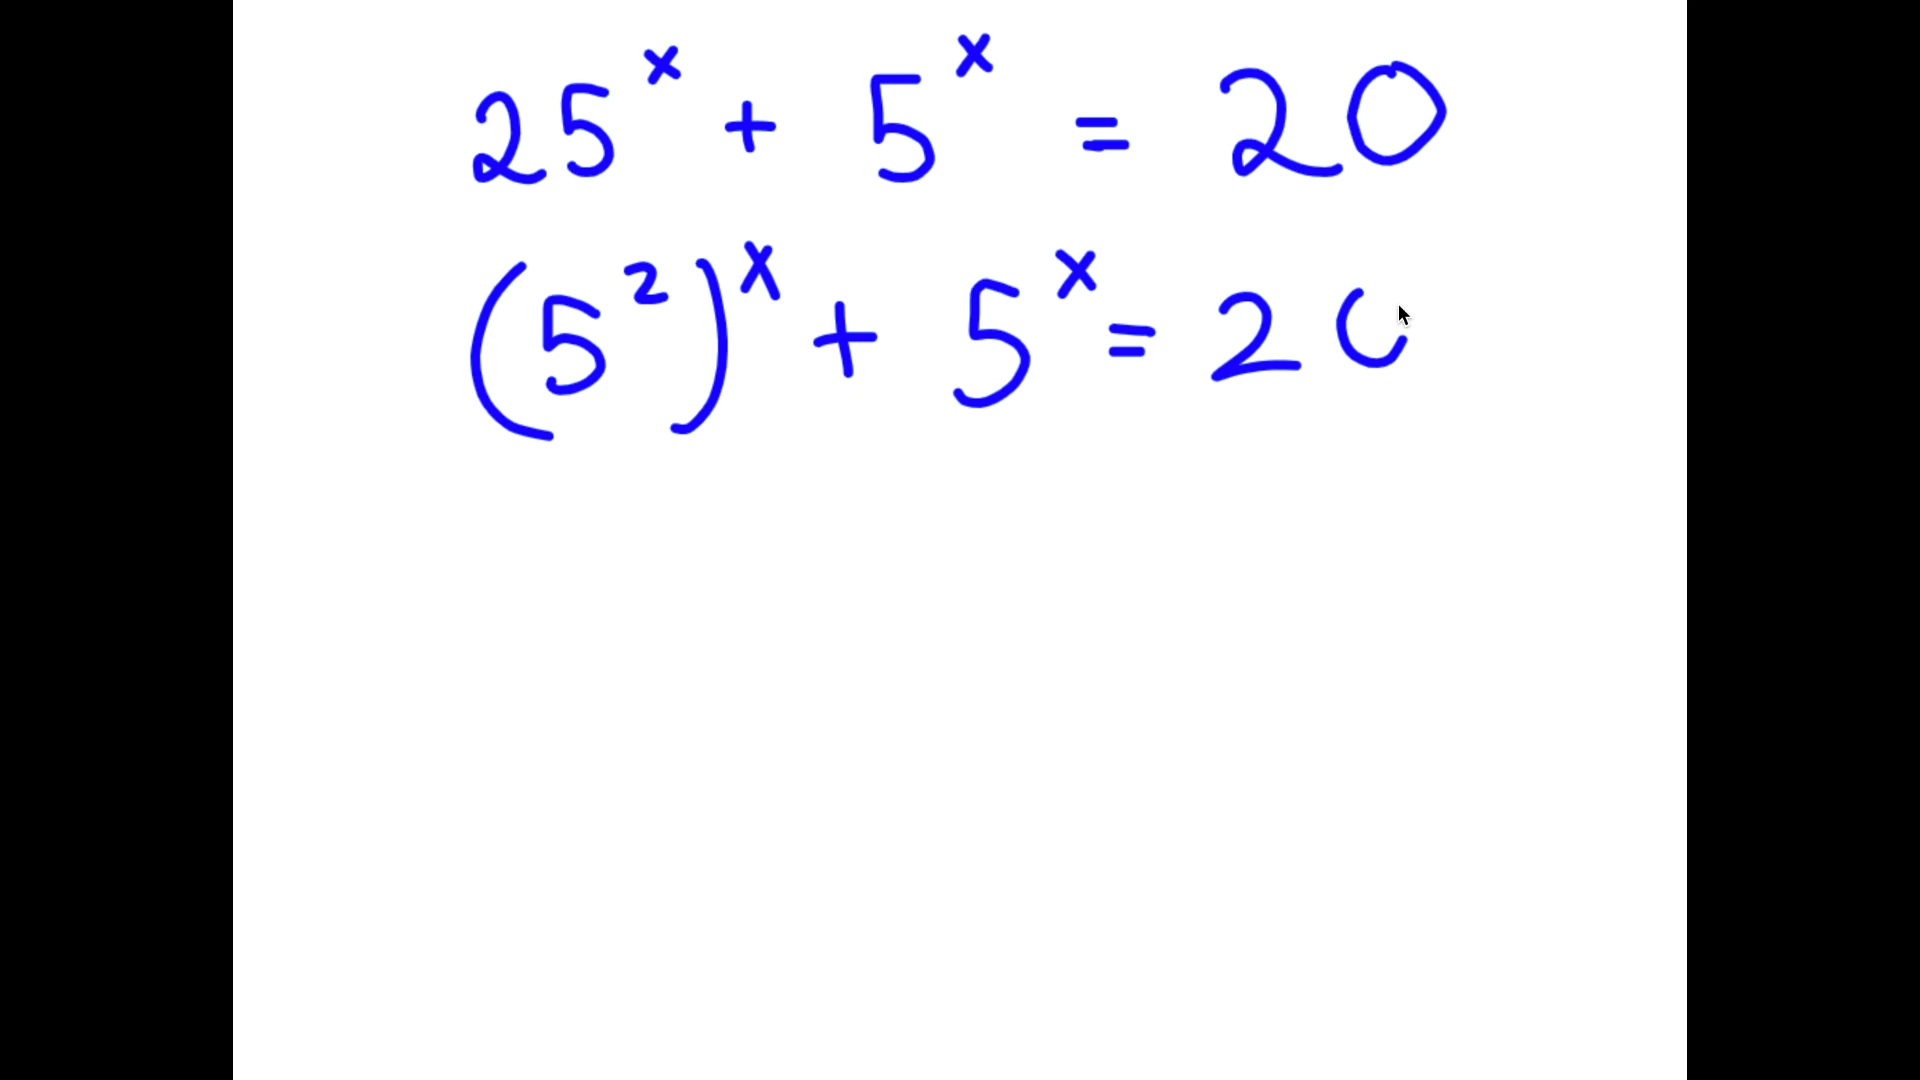 25^x + 5^x = 20
(5^2)^x + 5^x = 20